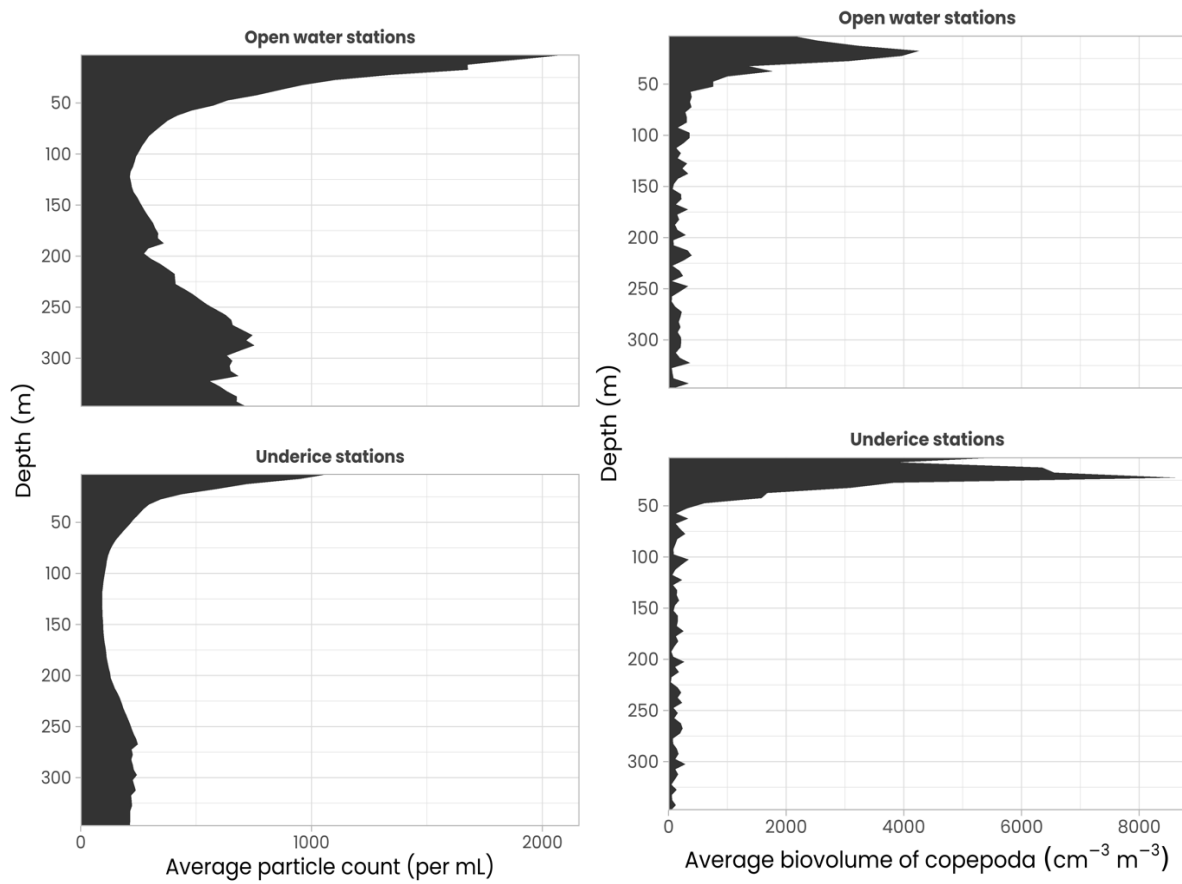 Open water stations
50
100
150
200
250
300
Depth (m)
Underice stations
50
100
150
200
250
300
0 1000 2000
Average particle count (per mL)
Open water stations
50
100
150
200
250
300
Depth (m)
Underice stations
50
100
150
200
250
300
0 2000 4000 6000 8000
Average biovolume of copepoda (cm⁻³ m⁻³)